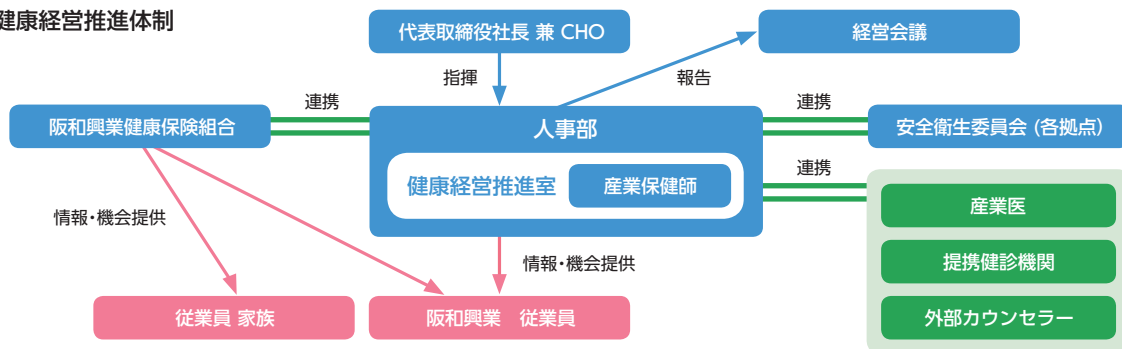 健康経営推進体制
代表取締役社長 兼 CHO
経営会議
指揮
報告
連携
連携
阪和興業健康保険組合
人事部
安全衛生委員会 (各拠点)
連携
健康経営推進室
産業保健師
産業医
情報・機会提供
情報・機会提供
提携健診機関
従業員 家族
阪和興業 従業員
外部カウンセラー